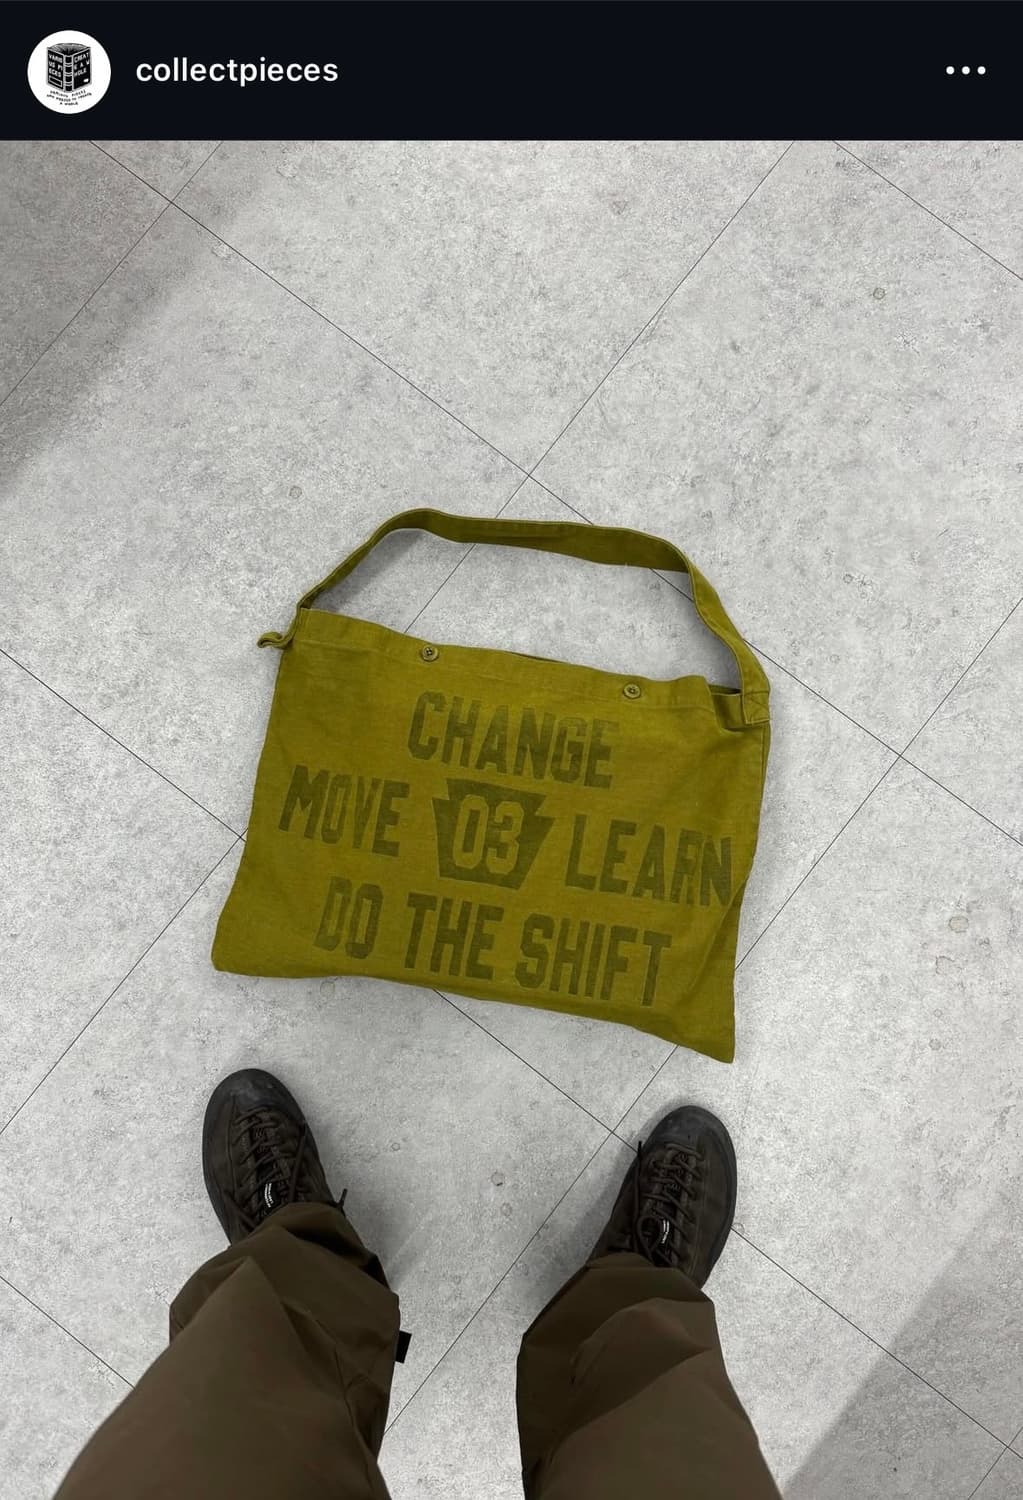 collectpieces
CHANGE
MOVE 03 LEARN
DO THE SHIFT